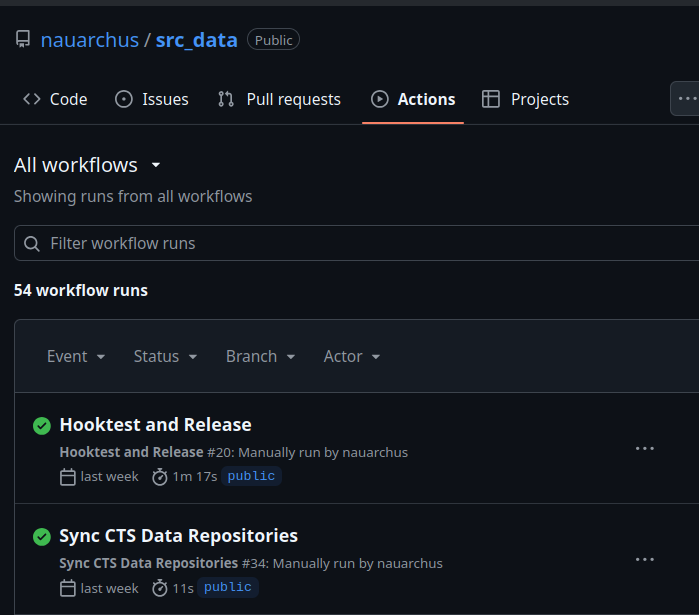 nauarchus / src_data Public
Code Issues Pull requests Actions Projects
All workflows
Showing runs from all workflows
Filter workflow runs
54 workflow runs
Event Status Branch Actor
Hooktest and Release
Hooktest and Release #20: Manually run by nauarchus
last week 1m 17s public
Sync CTS Data Repositories
Sync CTS Data Repositories #34: Manually run by nauarchus
last week 11s public